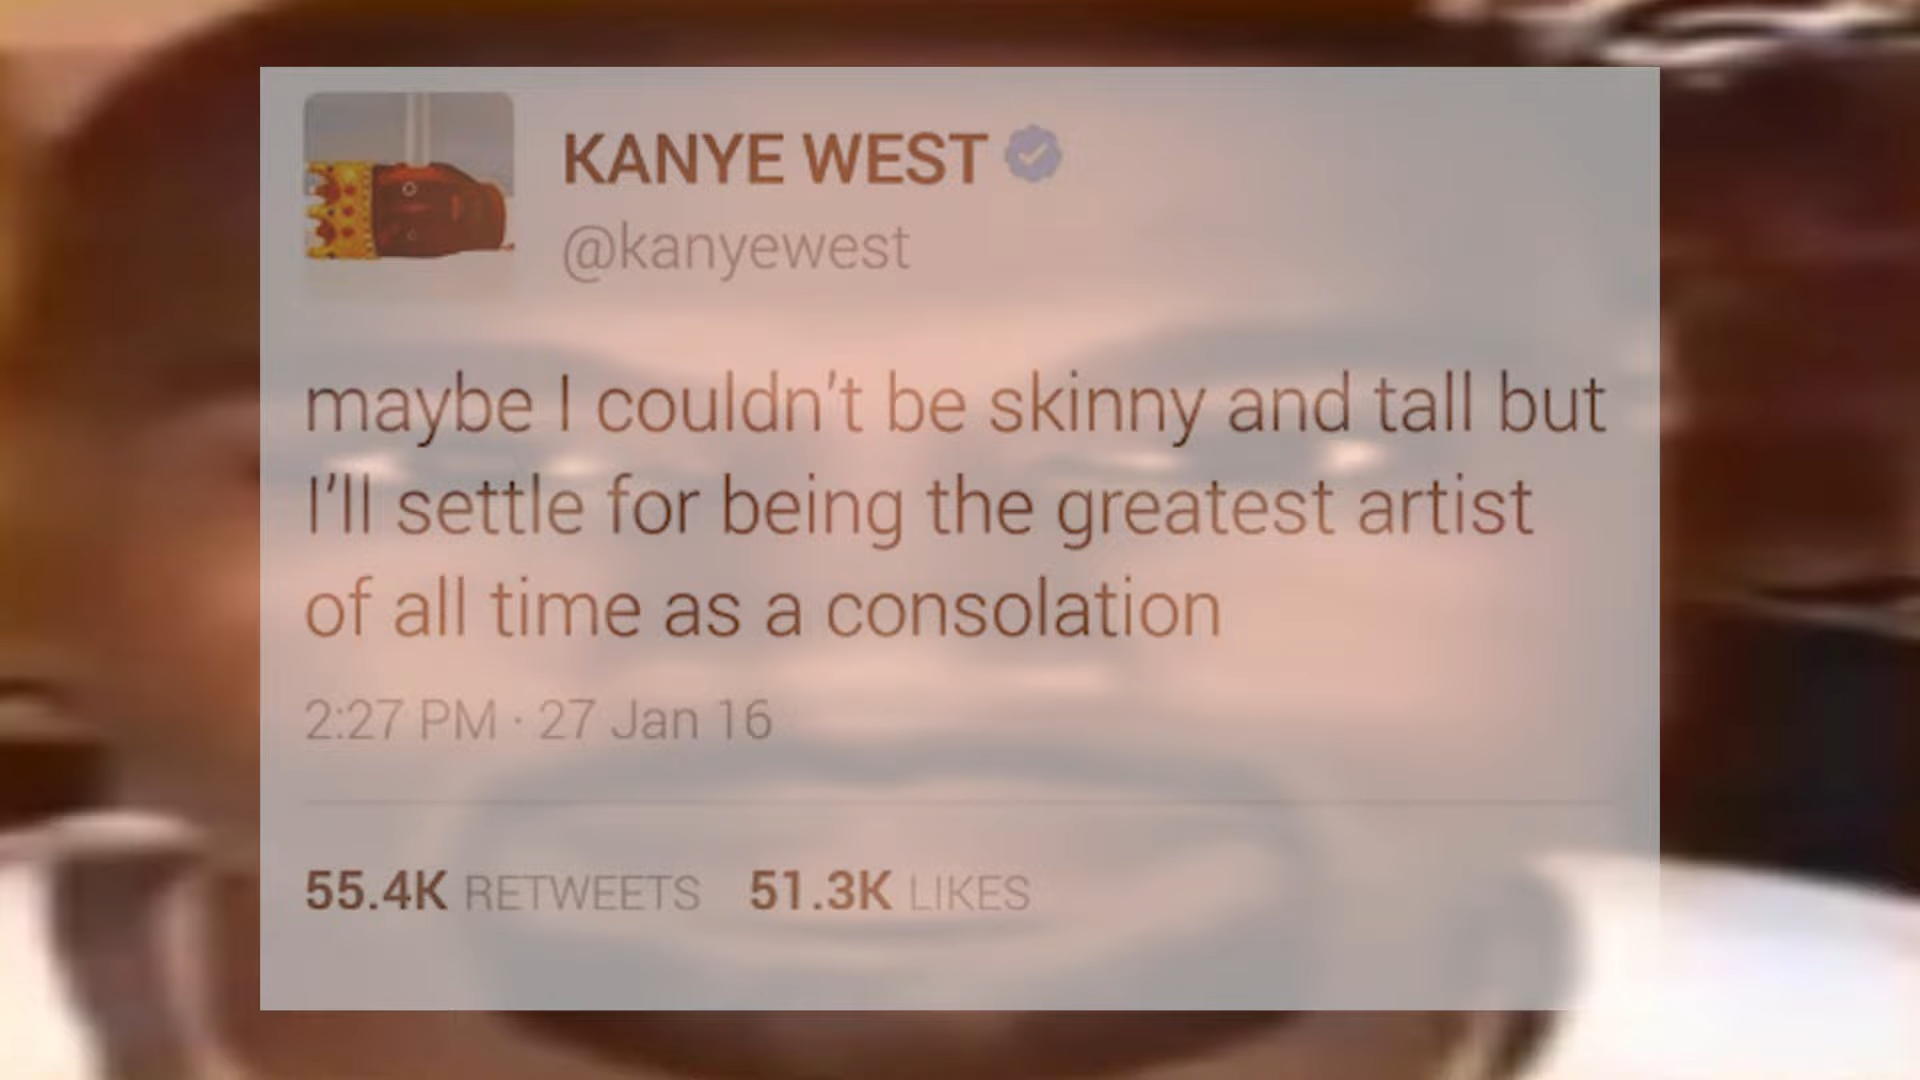 KANYE WEST
@kanyewest
maybe I couldn't be skinny and tall but
I'll settle for being the greatest artist
of all time as a consolation
2:27 PM · 27 Jan 16
55.4K RETWEETS 51.3K LIKES